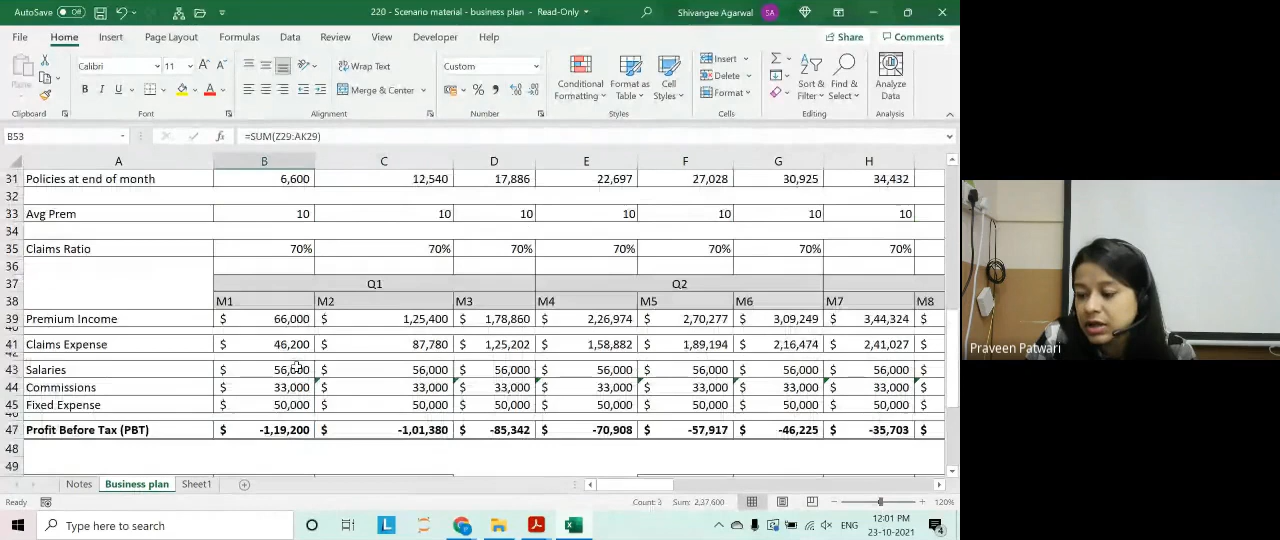 AutoSave Off 220 - Scenario material - business plan - Read-Only Shivangee Agarwal SA
File Home Insert Page Layout Formulas Data Review View Developer Help Share Comments
Paste Calibri 11 Wrap Text Custom Conditional Formatting Format as Table Cell Styles Insert Sort & Filter Find & Select Analyze Data
B I U Merge & Center Delete
Format
Clipboard Font Alignment Number Styles Cells Editing Analysis
B53 fx =SUM(Z29:AK29)
A B C D E F G H
31 Policies at end of month 6,600 12,540 17,886 22,697 27,028 30,925 34,432
32
33 Avg Prem 10 10 10 10 10 10 10
34
35 Claims Ratio 70% 70% 70% 70% 70% 70% 70%
36
37 Q1 Q2
38 M1 M2 M3 M4 M5 M6 M7 M8
39 Premium Income $ 66,000 $ 1,25,400 $ 1,78,860 $ 2,26,974 $ 2,70,277 $ 3,09,249 $ 3,44,324 $
41 Claims Expense $ 46,200 $ 87,780 $ 1,25,202 $ 1,58,882 $ 1,89,194 $ 2,16,474 $ 2,41,027 $
43 Salaries $ 56,000 $ 56,000 $ 56,000 $ 56,000 $ 56,000 $ 56,000 $ 56,000 $
44 Commissions $ 33,000 $ 33,000 $ 33,000 $ 33,000 $ 33,000 $ 33,000 $ 33,000 $
45 Fixed Expense $ 50,000 $ 50,000 $ 50,000 $ 50,000 $ 50,000 $ 50,000 $ 50,000 $
47 Profit Before Tax (PBT) $ -1,19,200 $ -1,01,380 $ -85,342 $ -70,908 $ -57,917 $ -46,225 $ -35,703 $
48
49
Notes Business plan Sheet1
Ready Count: 3 Sum: 2,37,600 120%
Type here to search ENG 12:01 PM
23-10-2021 4
Praveen Patwari